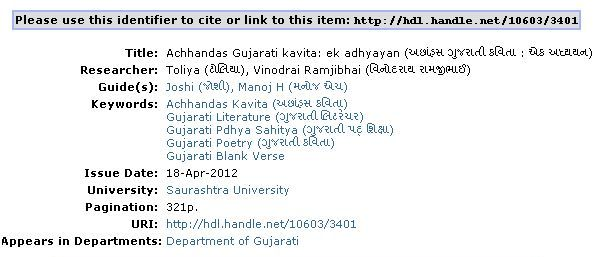 Please use this identifier to cite or link to this item: http://hdl.handle.net/10603/3401
Title: Achhandas Gujarati kavita: ek adhyayan (અછાંદસ ગુજરાતી કવિતા : એક અધ્યયન)
Researcher: Toliya (ટોલિયા), Vinodrai Ramjibhai (વિનોદરાય રામજીભાઈ)
Guide(s): Joshi (જોશી), Manoj H (મનોજ એચ)
Keywords: Achhandas Kavita (અછાંદસ કવિતા)
Gujarati Literature (ગુજરાતી લિટરેચર)
Gujarati Pdhya Sahitya (ગુજરાતી પદ્ય શિક્ષા)
Gujarati Poetry (ગુજરાતી કવિતા)
Gujarati Blank Verse
Issue Date: 18-Apr-2012
University: Saurashtra University
Pagination: 321p.
URI: http://hdl.handle.net/10603/3401
Appears in Departments: Department of Gujarati